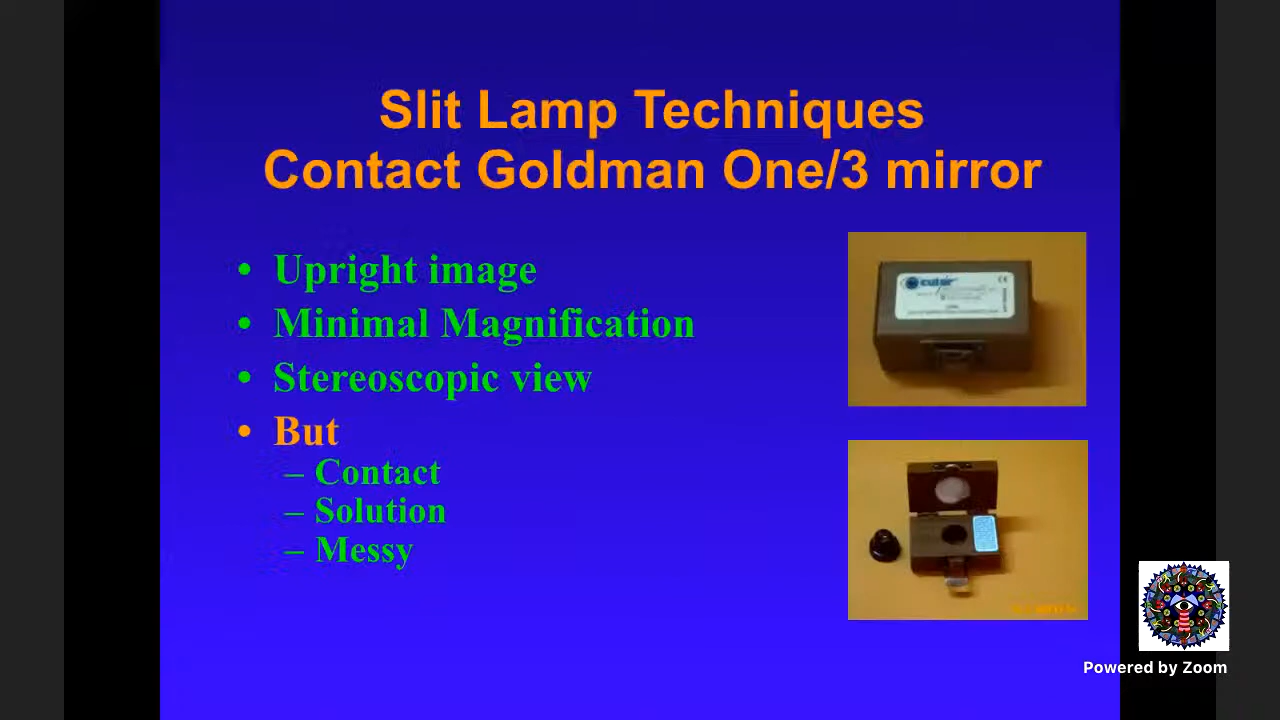 Slit Lamp Techniques
Contact Goldman One/3 mirror
• Upright image
• Minimal Magnification
• Stereoscopic view
• But
– Contact
– Solution
– Messy
Powered by Zoom